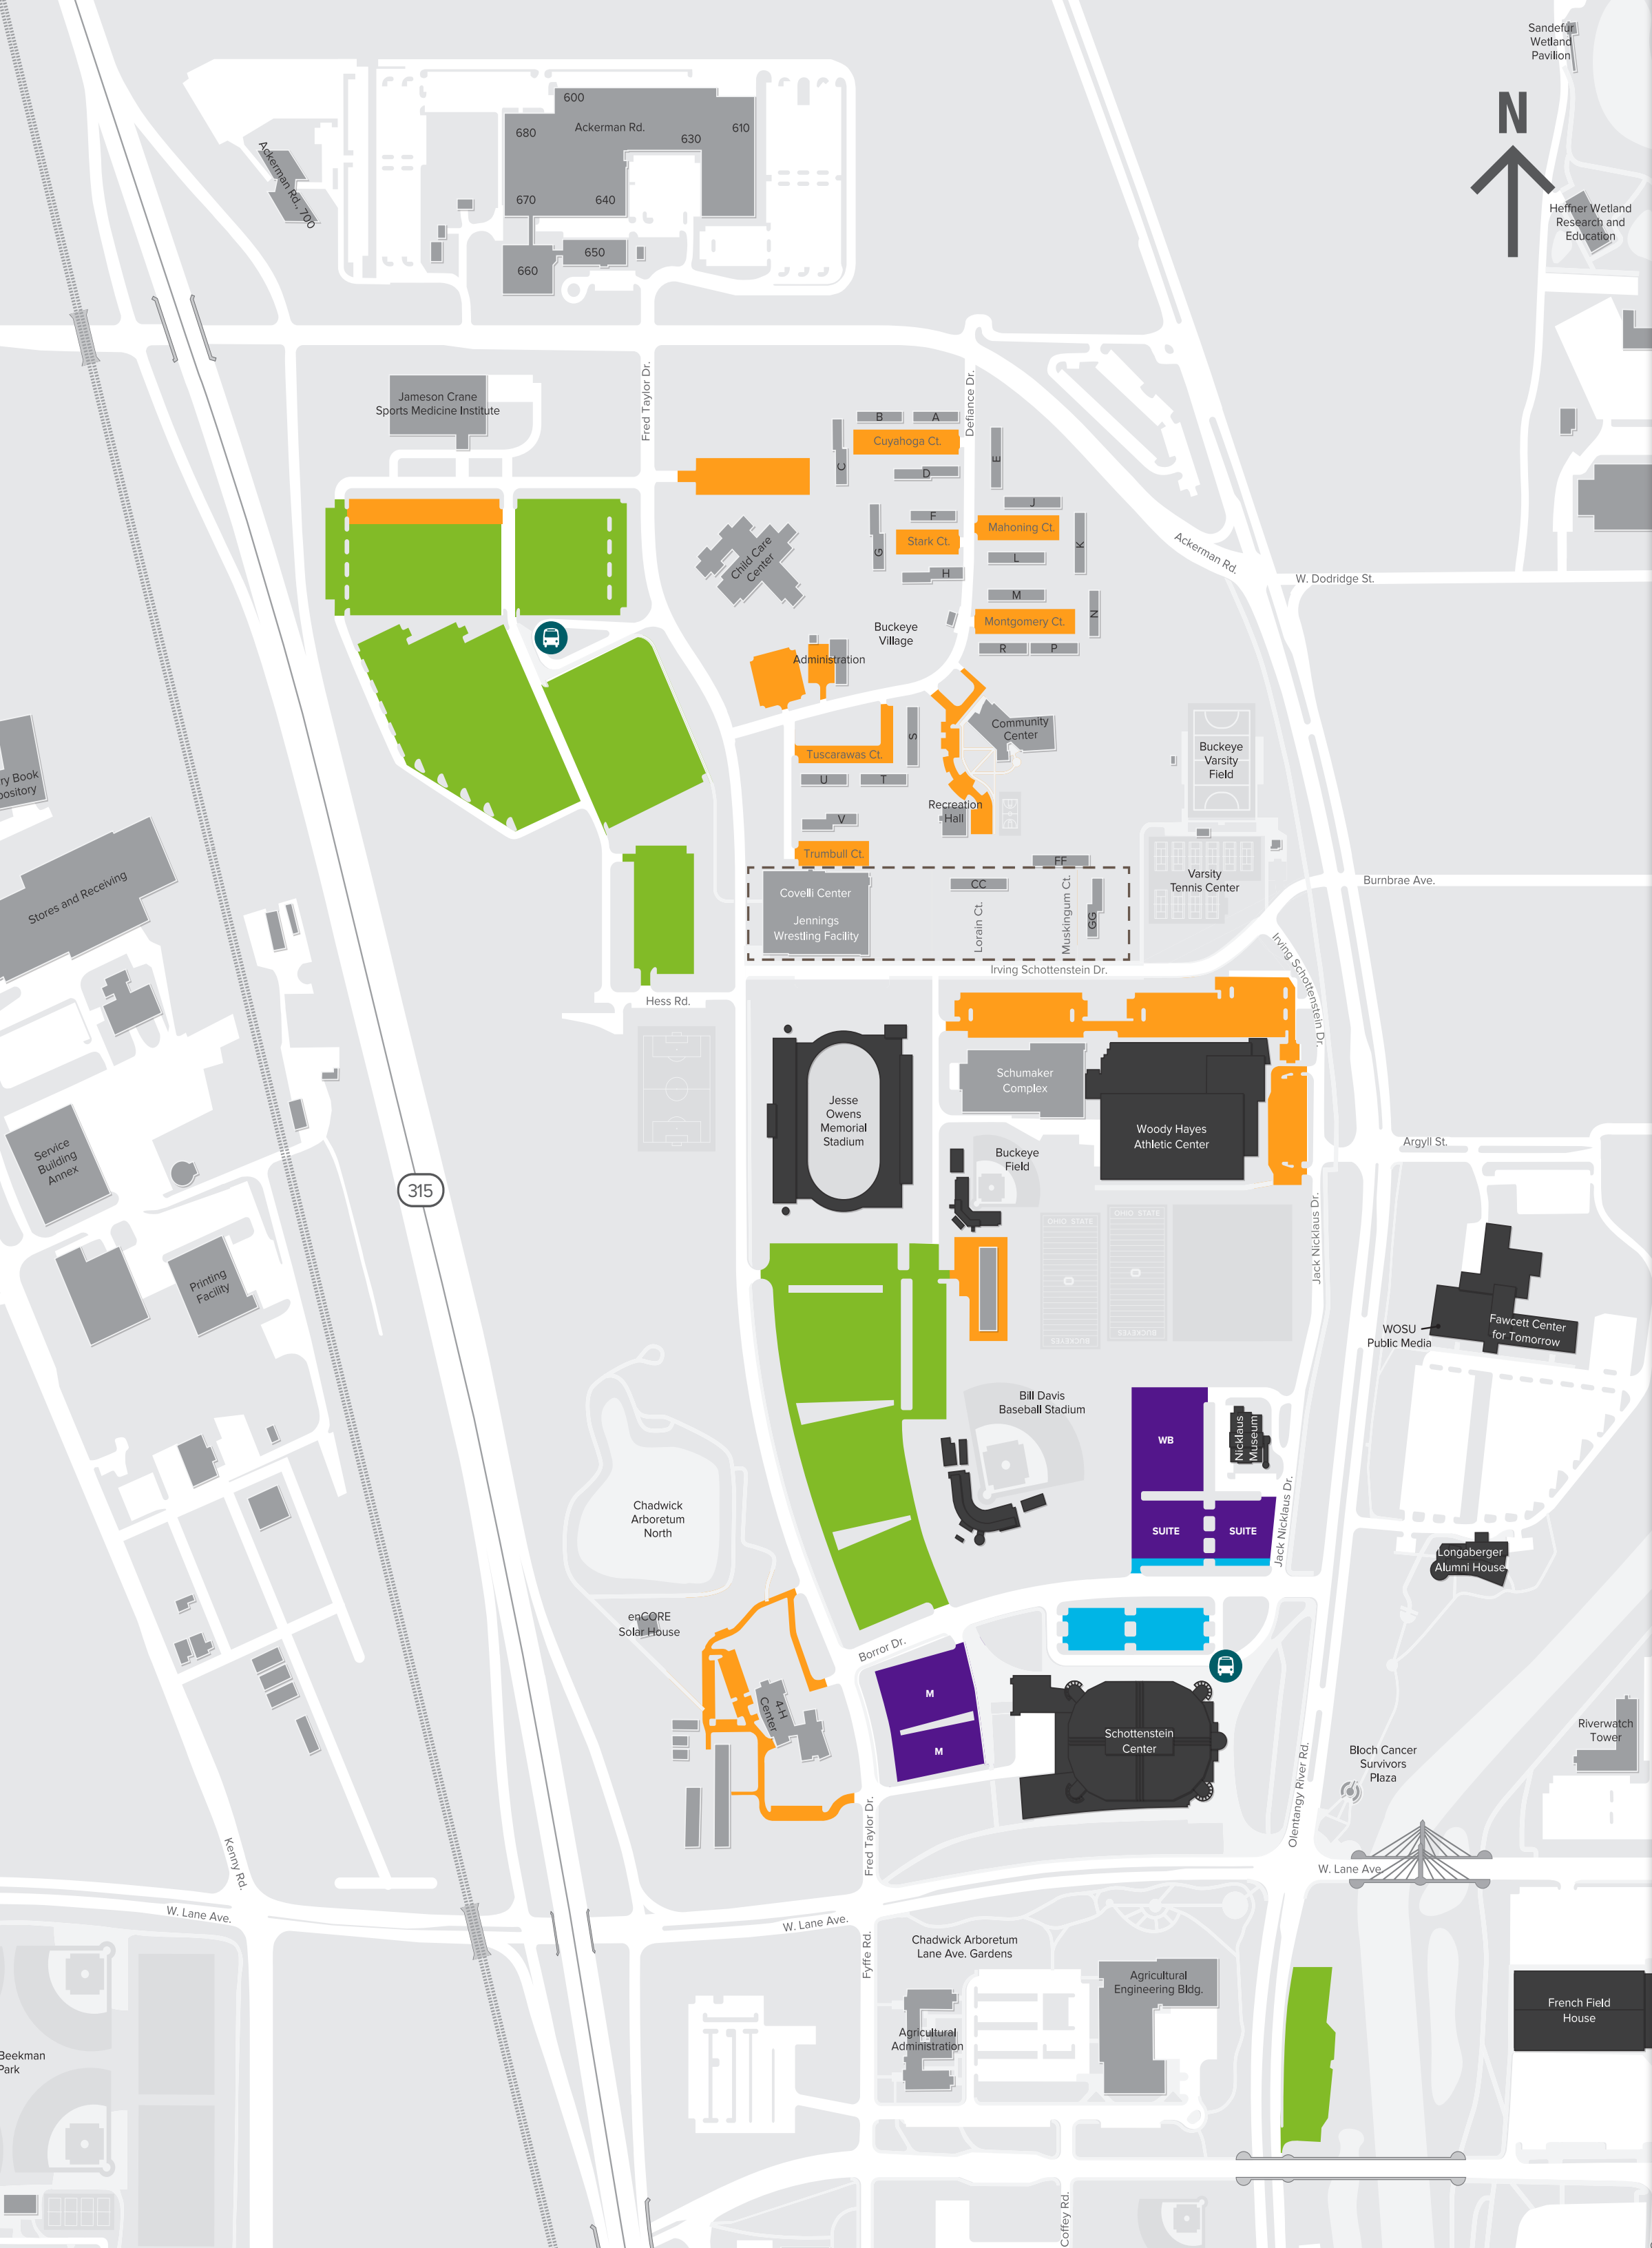 Sandefur
Wetland
Pavilion
N
600
680
Ackerman Rd.
610
630
Ackerman Rd., 700
670
640
650
660
Heffner Wetland
Research and
Education
Jameson Crane
Sports Medicine Institute
Fred Taylor Dr.
Defiance Dr.
B
A
Cuyahoga Ct.
C
D
E
J
F
Mahoning Ct.
Stark Ct.
G
K
L
H
Child Care
Center
Ackerman Rd.
W. Dodridge St.
M
N
Montgomery Ct.
Buckeye
Village
R
P
Administration
Community
Center
S
Tuscarawas Ct.
U
T
Buckeye
Varsity
Field
Recreation
Hall
V
Trumbull Ct.
FF
Varsity
Tennis Center
Burnbrae Ave.
ry Book
pository
Stores and Receiving
Covelli Center
Jennings
Wrestling Facility
CC
Lorain Ct.
Muskingum Ct.
GG
Irving Schottenstein Dr.
Irving Schottenstein Dr.
Hess Rd.
Schumaker
Complex
Jesse
Owens
Memorial
Stadium
Woody Hayes
Athletic Center
Buckeye
Field
Argyll St.
Service
Building
Annex
315
OHIO STATE
OHIO STATE
Jack Nicklaus Dr.
Printing
Facility
BUCKEYES
BUCKEYES
WOSU
Public Media
Fawcett Center
for Tomorrow
Bill Davis
Baseball Stadium
WB
Nicklaus
Museum
Chadwick
Arboretum
North
SUITE
SUITE
Jack Nicklaus Dr.
Longaberger
Alumni House
enCORE
Solar House
Borror Dr.
M
M
4-H
Center
Schottenstein
Center
Riverwatch
Tower
Bloch Cancer
Survivors
Plaza
Olentangy River Rd.
Fred Taylor Dr.
Kenny Rd.
W. Lane Ave.
W. Lane Ave.
W. Lane Ave.
Fyffe Rd.
Chadwick Arboretum
Lane Ave. Gardens
Agricultural
Engineering Bldg.
Agricultural
Administration
French Field
House
Beekman
Park
Coffey Rd.